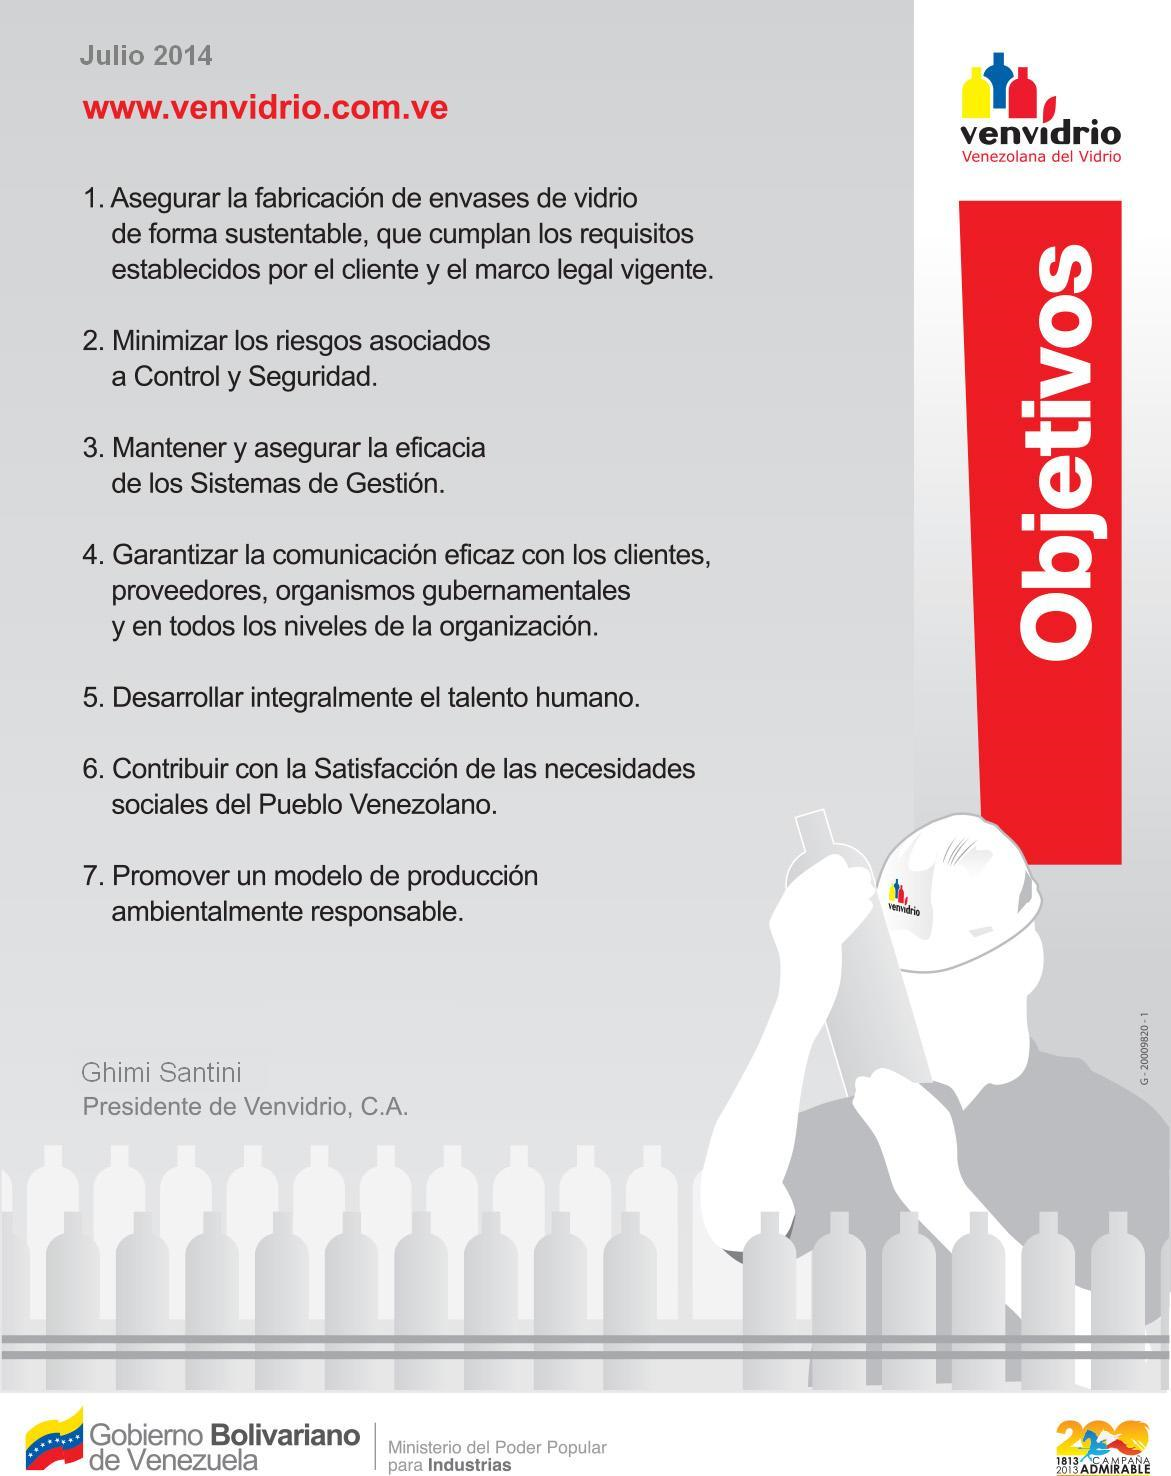 Julio 2014
www.venvidrio.com.ve
venvidrio
Venezolana del Vidrio
Objetivos
1. Asegurar la fabricación de envases de vidrio
de forma sustentable, que cumplan los requisitos
establecidos por el cliente y el marco legal vigente.
2. Minimizar los riesgos asociados
a Control y Seguridad.
3. Mantener y asegurar la eficacia
de los Sistemas de Gestión.
4. Garantizar la comunicación eficaz con los clientes,
proveedores, organismos gubernamentales
y en todos los niveles de la organización.
5. Desarrollar integralmente el talento humano.
6. Contribuir con la Satisfacción de las necesidades
sociales del Pueblo Venezolano.
7. Promover un modelo de producción
ambientalmente responsable.
venvidrio
G - 20009820 - 1
Ghimi Santini
Presidente de Venvidrio, C.A.
Gobierno Bolivariano
de Venezuela
Ministerio del Poder Popular
para Industrias
200
1813 CAMPAÑA
2013 ADMIRABLE